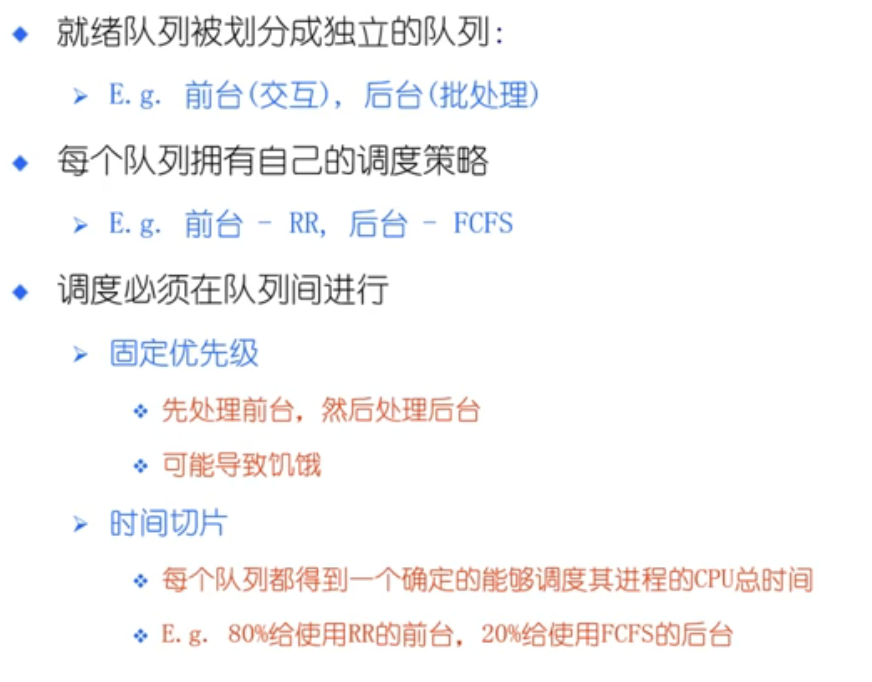 就绪队列被划分成独立的队列:
E.g. 前台(交互), 后台(批处理)
每个队列拥有自己的调度策略
E.g. 前台 - RR, 后台 - FCFS
调度必须在队列间进行
固定优先级
先处理前台, 然后处理后台
可能导致饥饿
时间切片
每个队列都得到一个确定的能够调度其进程的CPU总时间
E.g. 80%给使用RR的前台, 20%给使用FCFS的后台